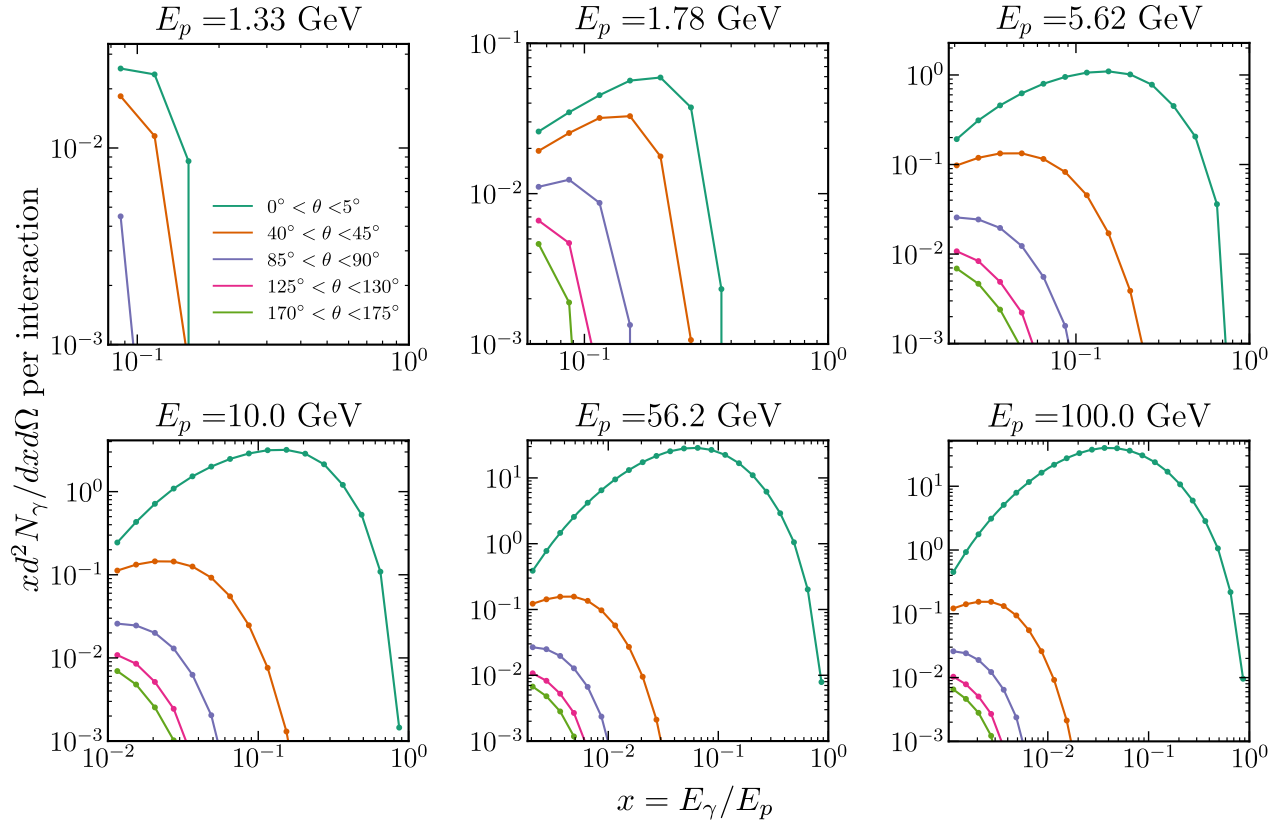 E_p =1.33 GeV
E_p =1.78 GeV
E_p =5.62 GeV
10^−2
10^−3
10^−1
10^0
0° < θ <5°
40° < θ <45°
85° < θ <90°
125° < θ <130°
170° < θ <175°
10^−1
10^−2
10^−3
10^−1
10^0
10^0
10^−1
10^−2
10^−3
10^−1
10^0
xd^2 N_γ/dxdΩ per interaction
E_p =10.0 GeV
E_p =56.2 GeV
E_p =100.0 GeV
10^0
10^−1
10^−2
10^−3
10^−2
10^−1
10^0
10^1
10^0
10^−1
10^−2
10^−3
10^−2
10^−1
10^0
10^1
10^0
10^−1
10^−2
10^−3
10^−2
10^−1
10^0
x = E_γ/E_p